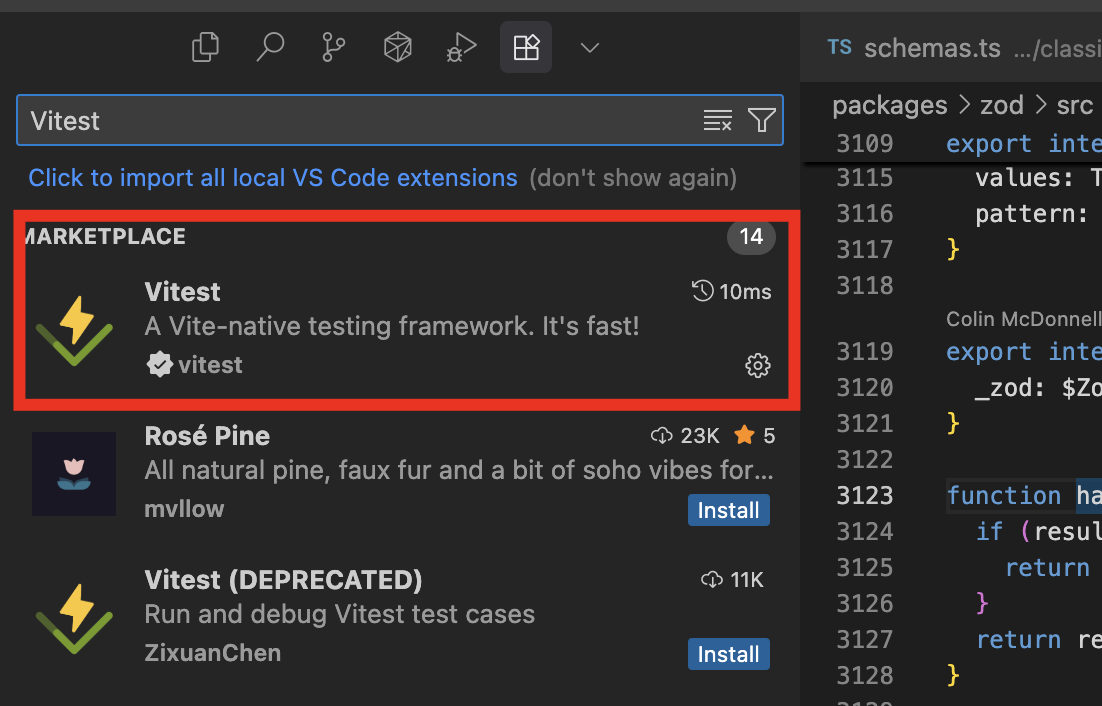 Vitest
Click to import all local VS Code extensions (don't show again)
MARKETPLACE 14
Vitest 10ms
A Vite-native testing framework. It's fast!
vitest
Rosé Pine 23K 5
All natural pine, faux fur and a bit of soho vibes for...
mvllow Install
Vitest (DEPRECATED) 11K
Run and debug Vitest test cases
ZixuanChen Install
TS schemas.ts .../classi
packages > zod > src
3109 export inte
3115 values: T
3116 pattern:
3117 }
3118
Colin McDonnell
3119 export inte
3120 _zod: $Zo
3121 }
3122
3123 function ha
3124 if (resul
3125 return
3126 }
3127 return re
3128 }